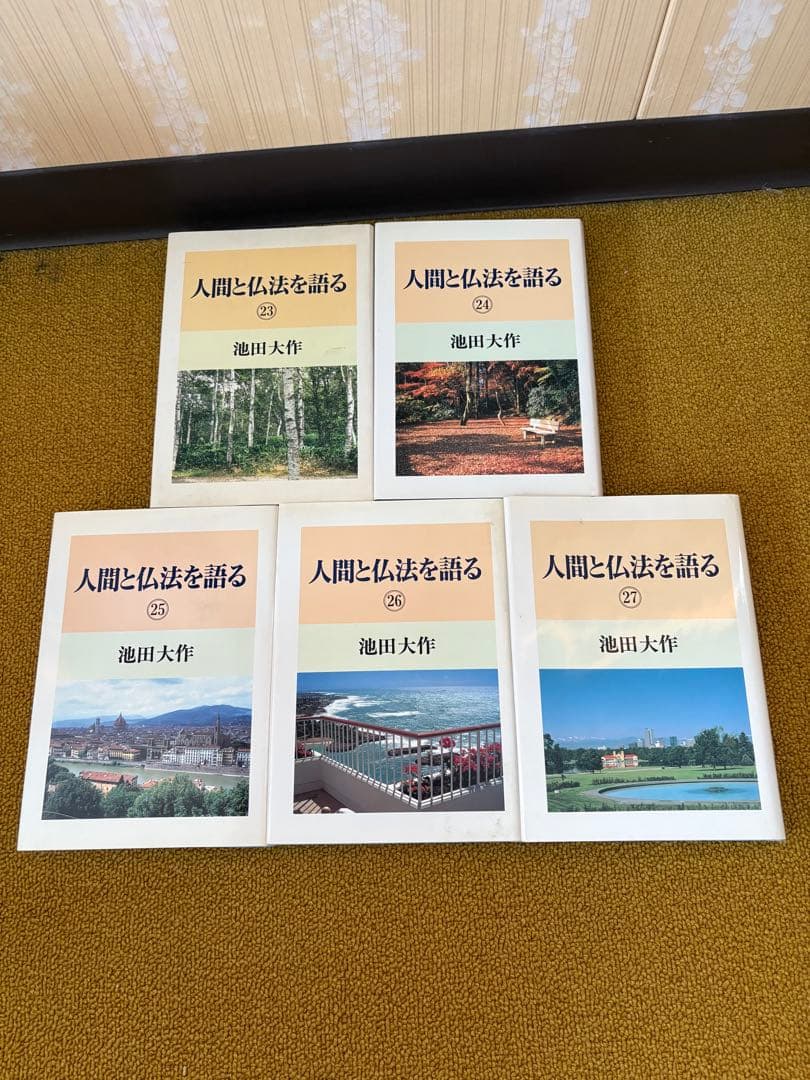 人間と仏法を語る
㉓
池田大作
人間と仏法を語る
㉔
池田大作
人間と仏法を語る
㉕
池田大作
人間と仏法を語る
㉖
池田大作
人間と仏法を語る
㉗
池田大作